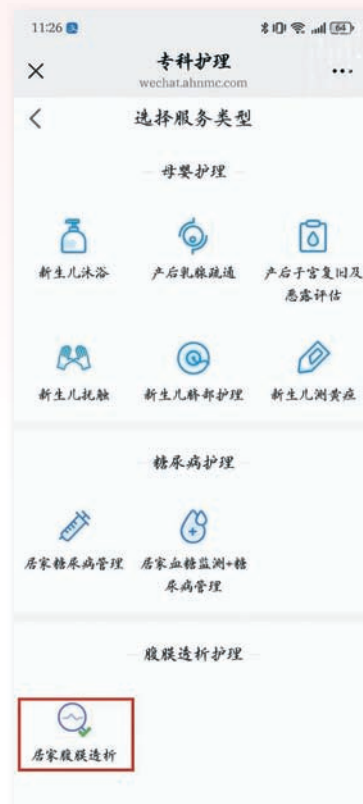 11:26
64
专科护理
wechat.ahnmc.com
选择服务类型
母婴护理
新生儿沐浴
产后乳腺疏通
产后子宫复旧及
恶露评估
新生儿抚触
新生儿脐部护理
新生儿测黄疸
糖尿病护理
居家糖尿病管理
居家血糖监测+糖
尿病管理
腹膜透析护理
居家腹膜透析